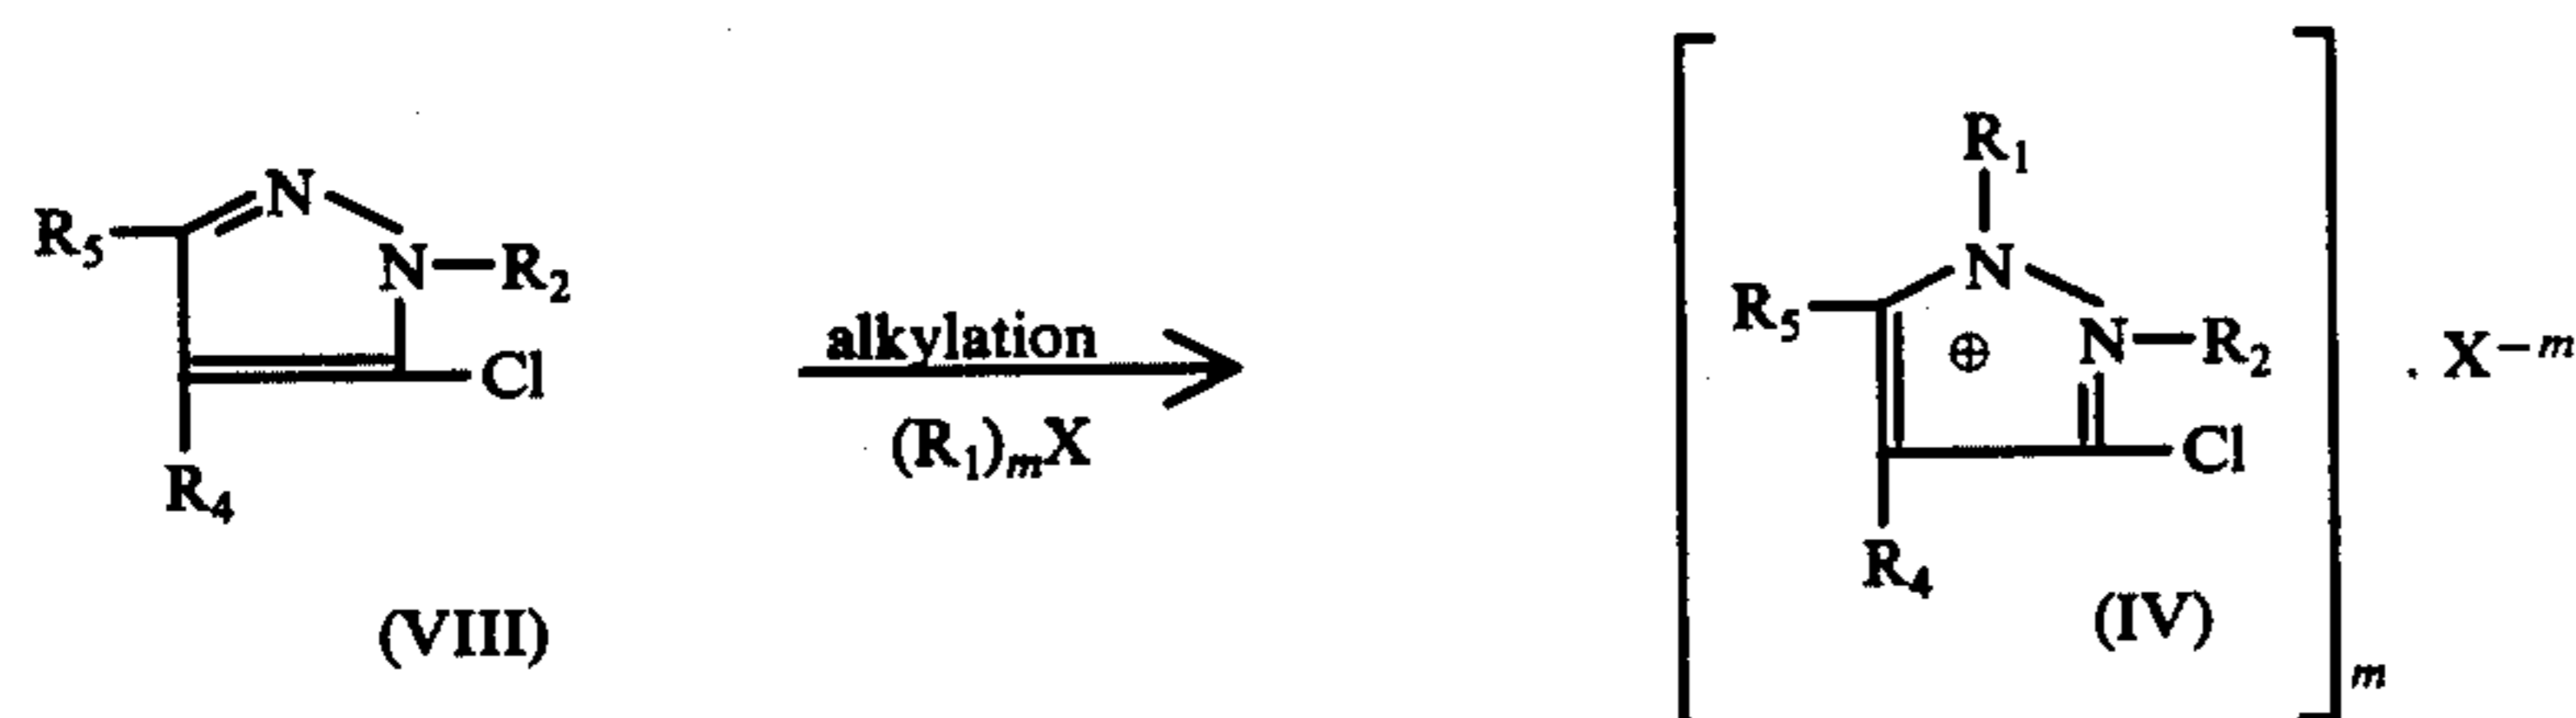 R5 N N—R2 Cl R4
(VIII)
alkylation
(R1)mX
R1 R5 N N—R2 ⊕ Cl R4
(IV)
m
. X−m